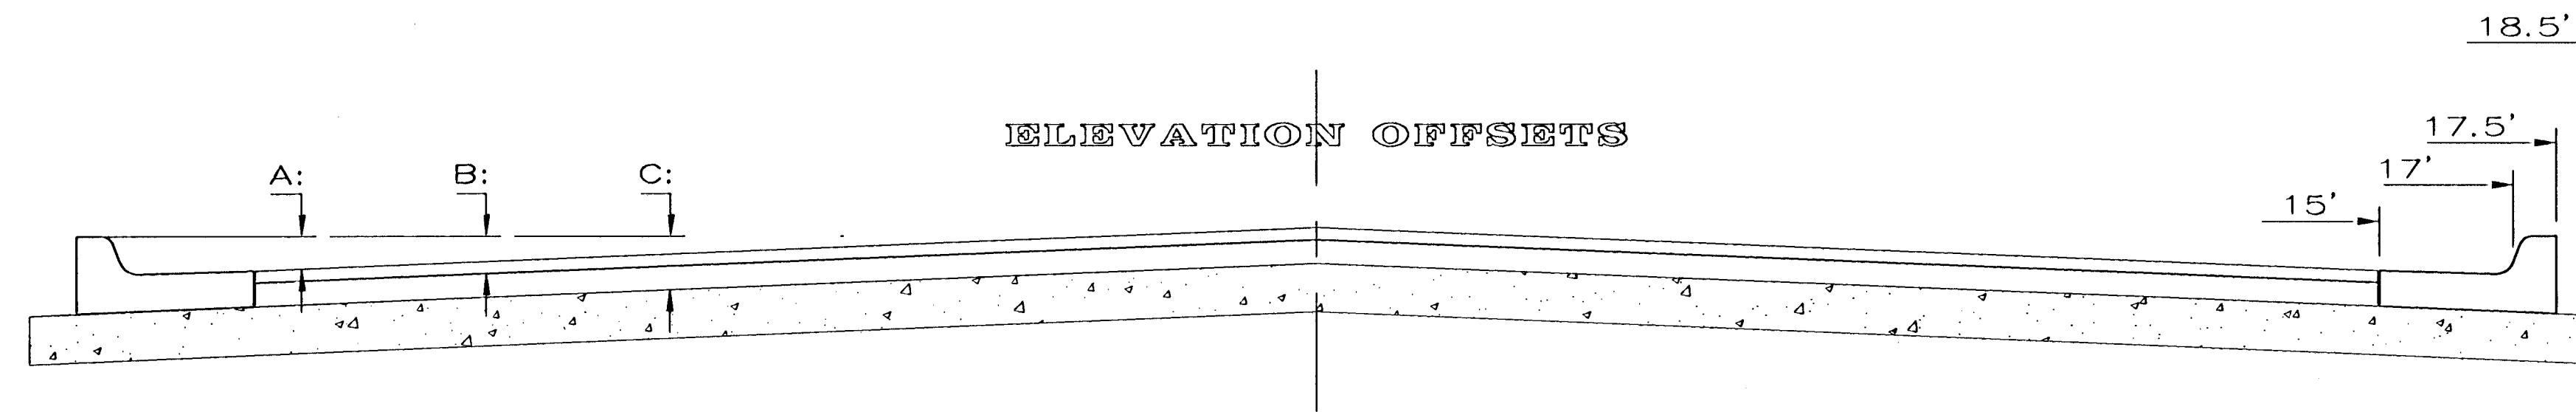 18.5'
ELEVATION OFFSETS
17.5'
17'
A:
B:
C:
15'